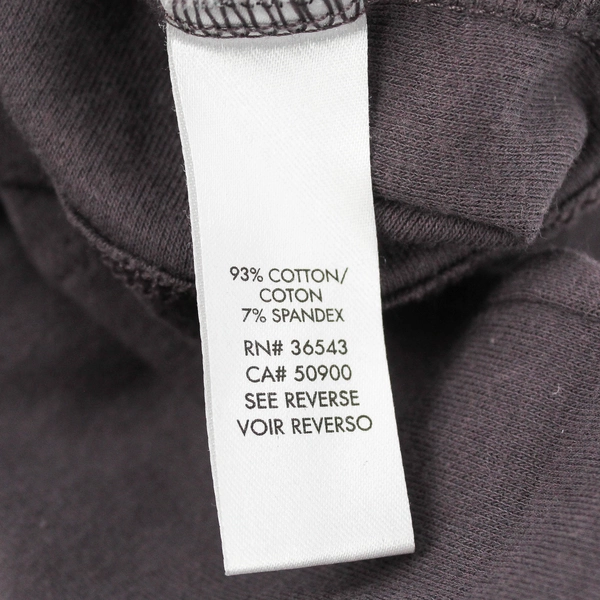 93% COTTON/
COTON
7% SPANDEX
RN# 36543
CA# 50900
SEE REVERSE
VOIR REVERSO